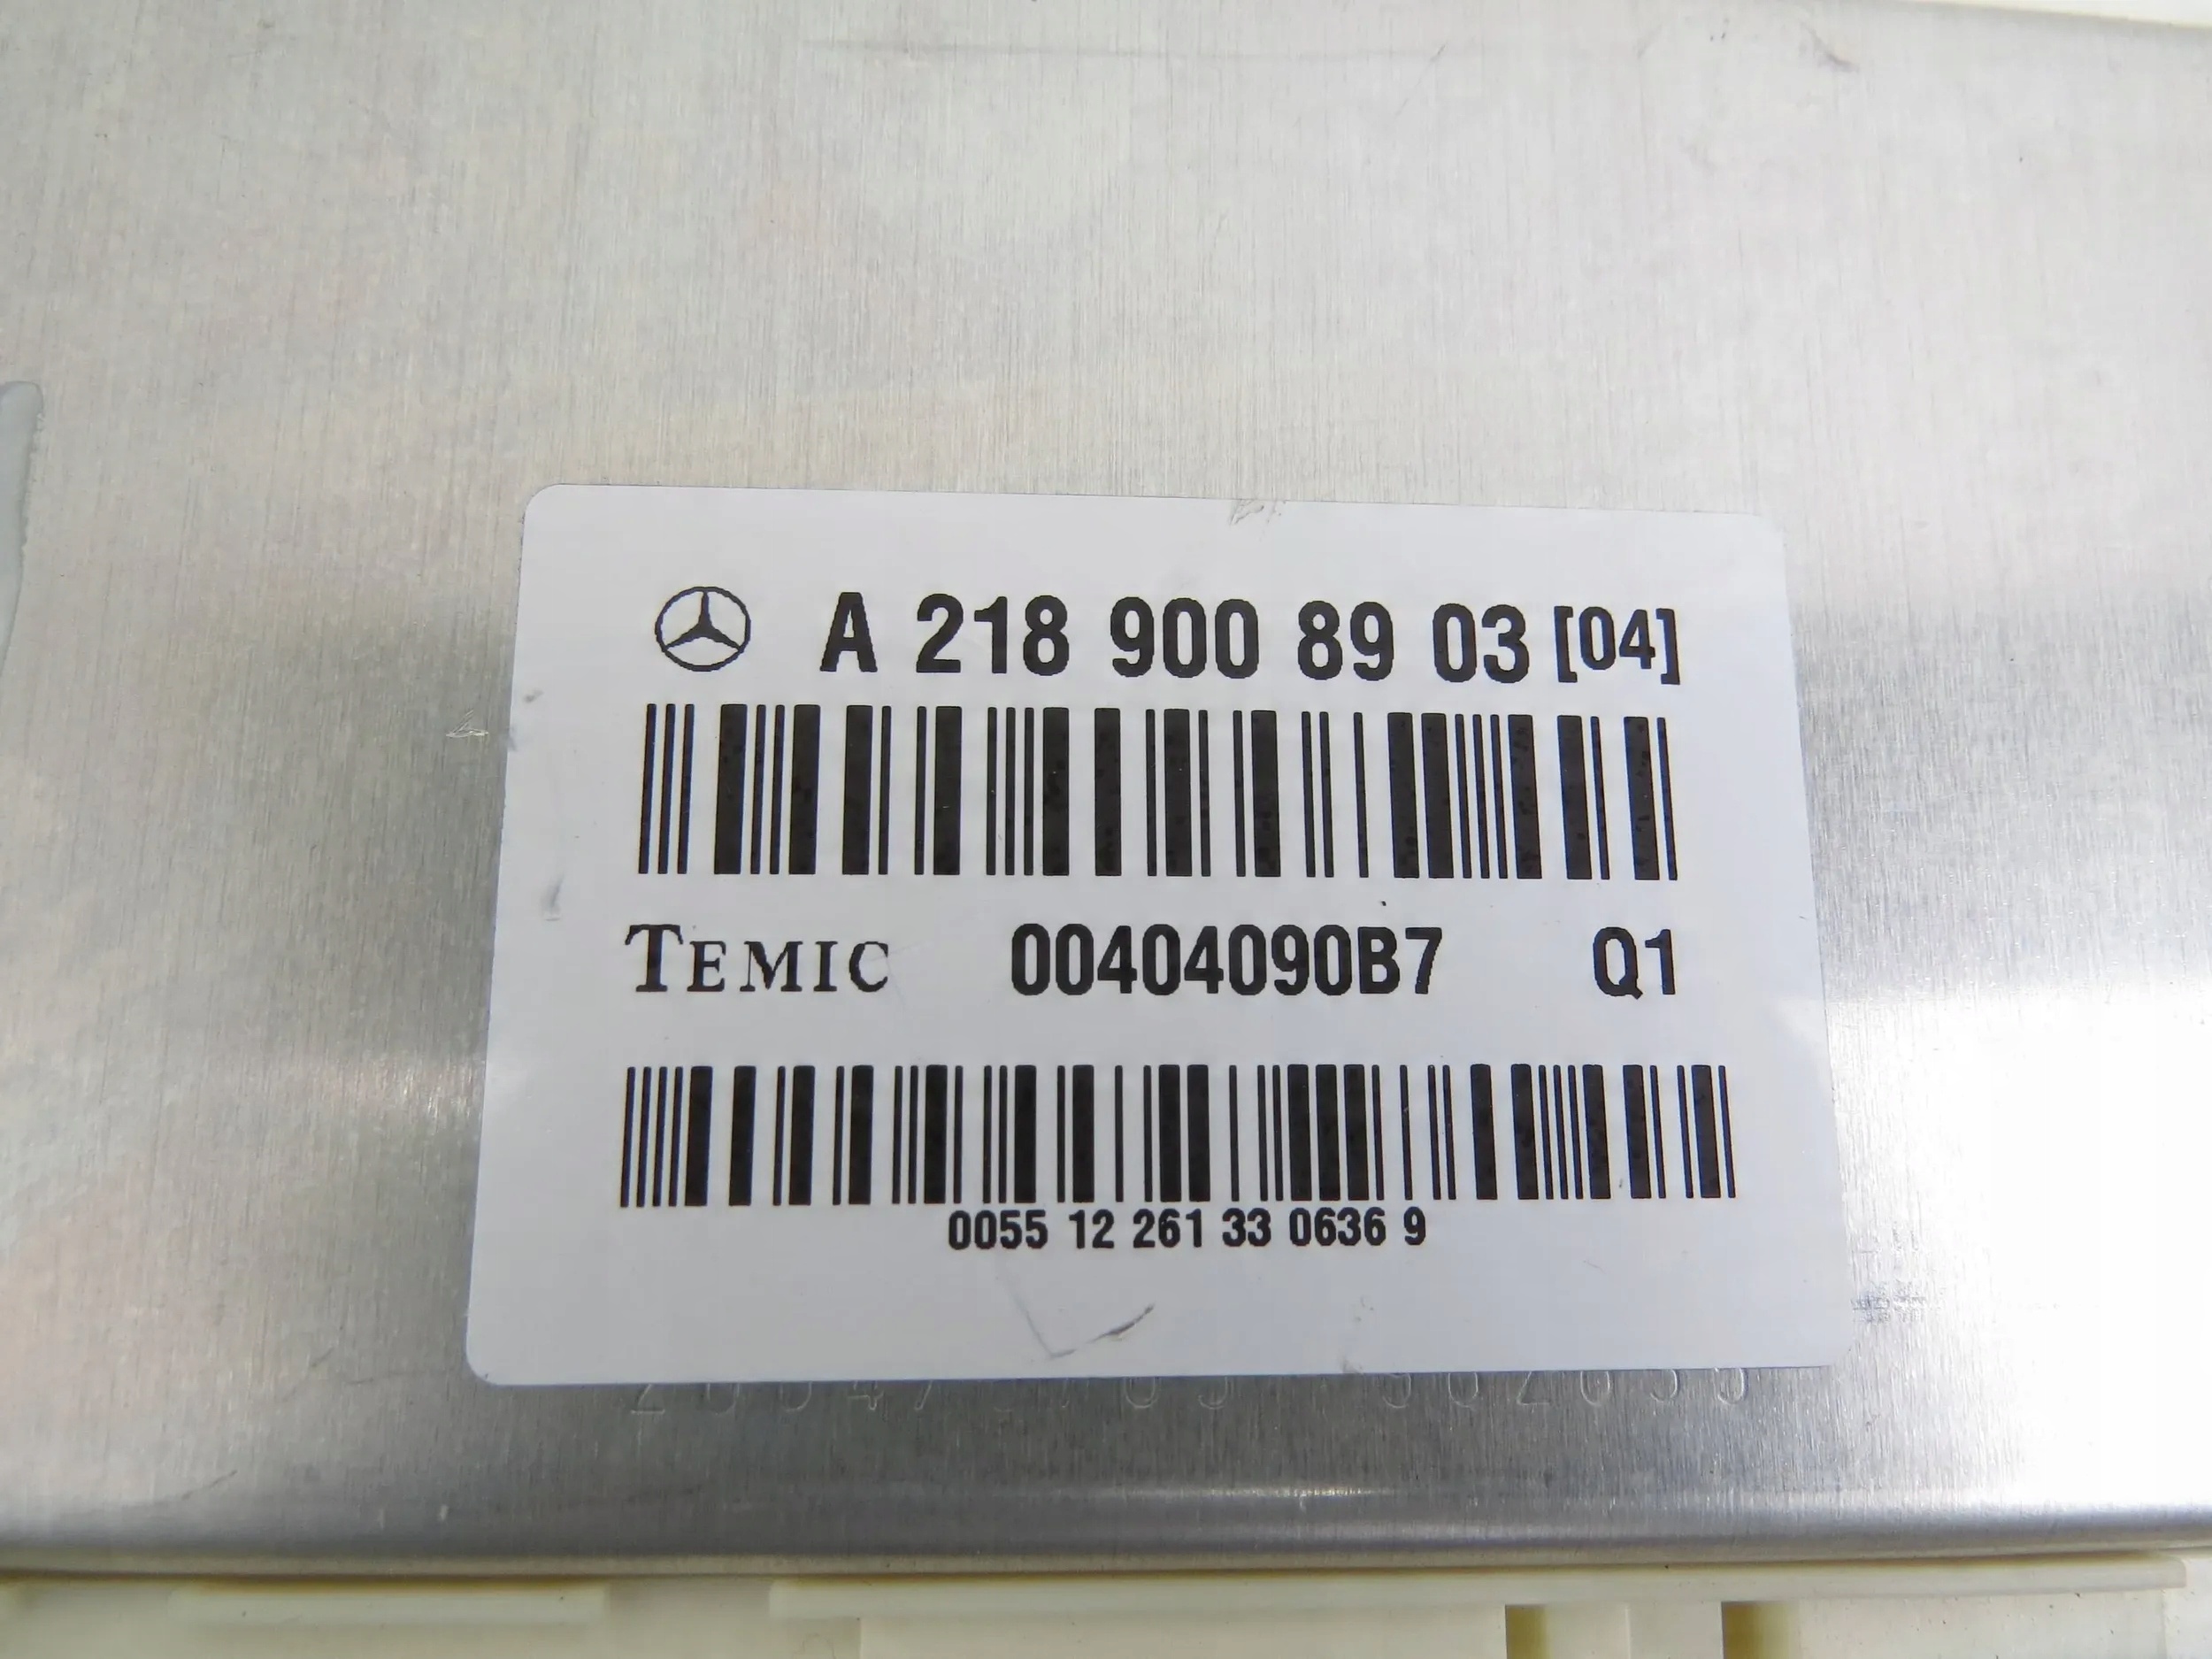 A 218 900 89 03 [04]
TEMIC 00404090B7 Q1
0055 12 261 33 0636 9